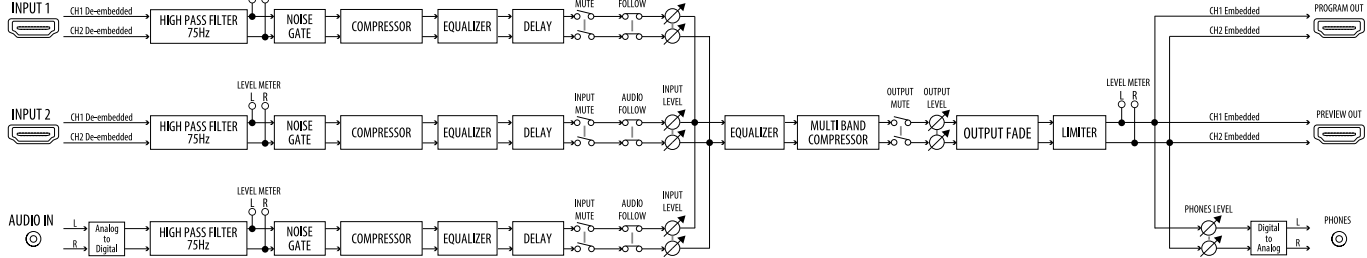 INPUT 1
CH1 De-embedded
CH2 De-embedded
HIGH PASS FILTER
75Hz
L R
NOISE
GATE
COMPRESSOR
EQUALIZER
DELAY
MUTE
FOLLOW
CH1 Embedded
CH2 Embedded
PROGRAM OUT
INPUT 2
CH1 De-embedded
CH2 De-embedded
HIGH PASS FILTER
75Hz
LEVEL METER
L R
NOISE
GATE
COMPRESSOR
EQUALIZER
DELAY
INPUT
MUTE
AUDIO
FOLLOW
INPUT
LEVEL
EQUALIZER
MULTI BAND
COMPRESSOR
OUTPUT
MUTE
OUTPUT
LEVEL
OUTPUT FADE
LIMITER
LEVEL METER
L R
CH1 Embedded
CH2 Embedded
PREVIEW OUT
AUDIO IN
L
R
Analog
to
Digital
HIGH PASS FILTER
75Hz
LEVEL METER
L R
NOISE
GATE
COMPRESSOR
EQUALIZER
DELAY
INPUT
MUTE
AUDIO
FOLLOW
INPUT
LEVEL
PHONES LEVEL
Digital
to
Analog
L
R
PHONES